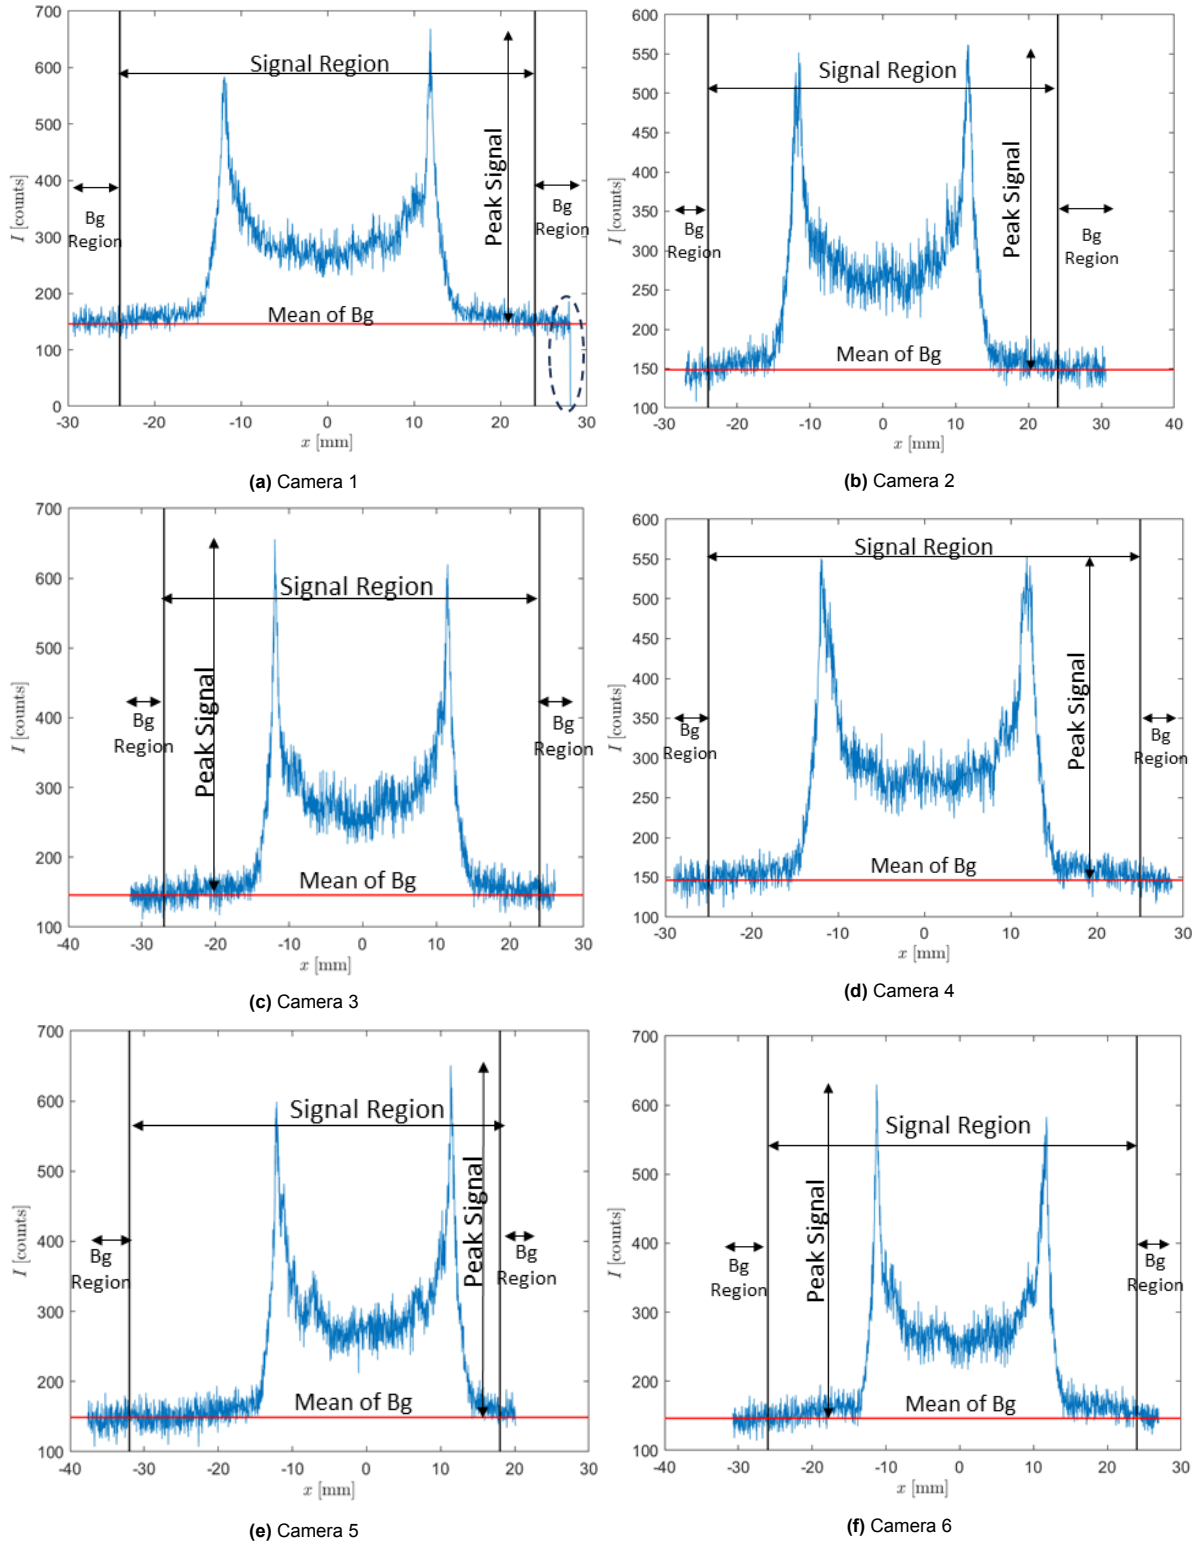 700
600
500
400
300
200
100
0
-30
-20
-10
0
10
20
30
I [counts]
x [mm]
Signal Region
Peak Signal
Bg
Region
Bg
Region
Mean of Bg
(a) Camera 1
600
550
500
450
400
350
300
250
200
150
100
-30
-20
-10
0
10
20
30
40
I [counts]
x [mm]
Signal Region
Peak Signal
Bg
Region
Bg
Region
Mean of Bg
(b) Camera 2
700
600
500
400
300
200
100
-40
-30
-20
-10
0
10
20
30
I [counts]
x [mm]
Signal Region
Peak Signal
Bg
Region
Bg
Region
Mean of Bg
(c) Camera 3
600
550
500
450
400
350
300
250
200
150
100
-30
-20
-10
0
10
20
30
I [counts]
x [mm]
Signal Region
Peak Signal
Bg
Region
Bg
Region
Mean of Bg
(d) Camera 4
700
600
500
400
300
200
100
-40
-30
-20
-10
0
10
20
30
I [counts]
x [mm]
Signal Region
Peak Signal
Bg
Region
Bg
Region
Mean of Bg
(e) Camera 5
700
600
500
400
300
200
100
-40
-30
-20
-10
0
10
20
30
I [counts]
x [mm]
Signal Region
Peak Signal
Bg
Region
Bg
Region
Mean of Bg
(f) Camera 6